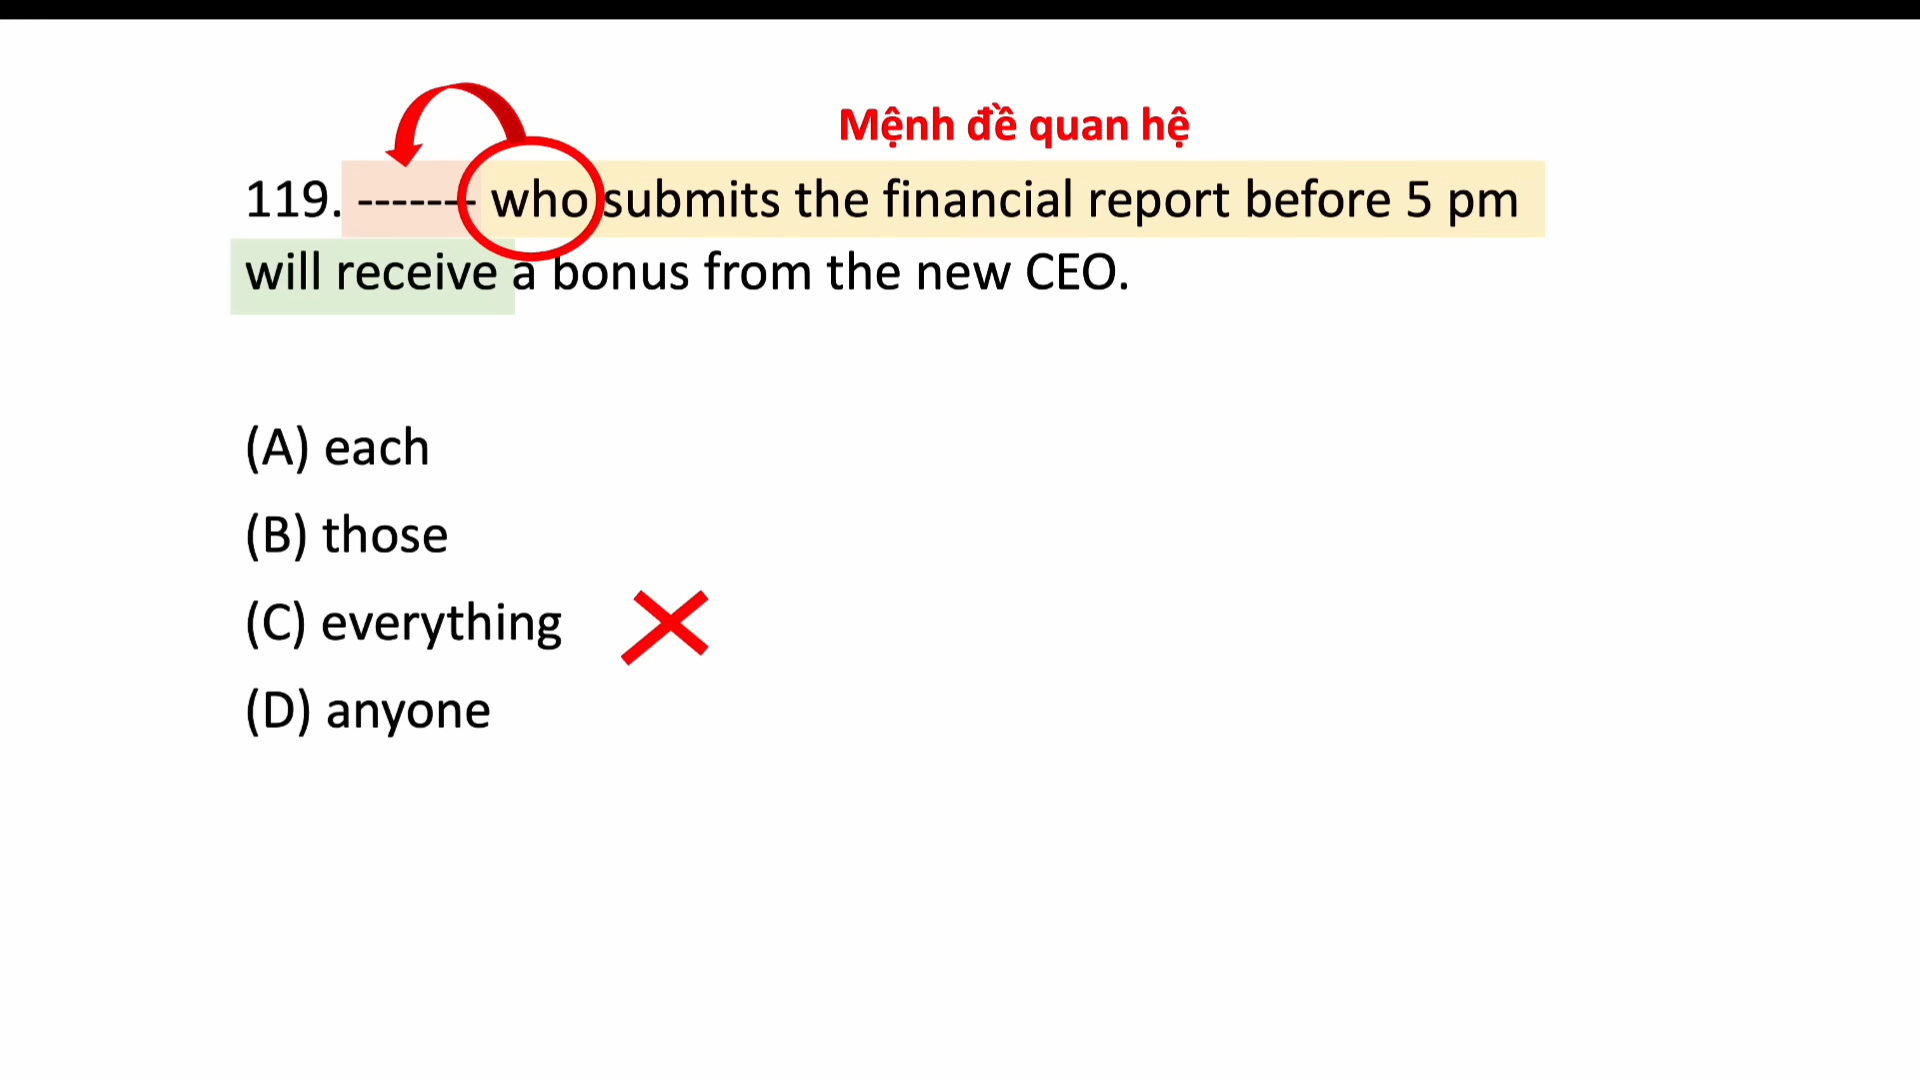 Mệnh đề quan hệ
119. ------- who submits the financial report before 5 pm
will receive a bonus from the new CEO.
(A) each
(B) those
(C) everything
(D) anyone